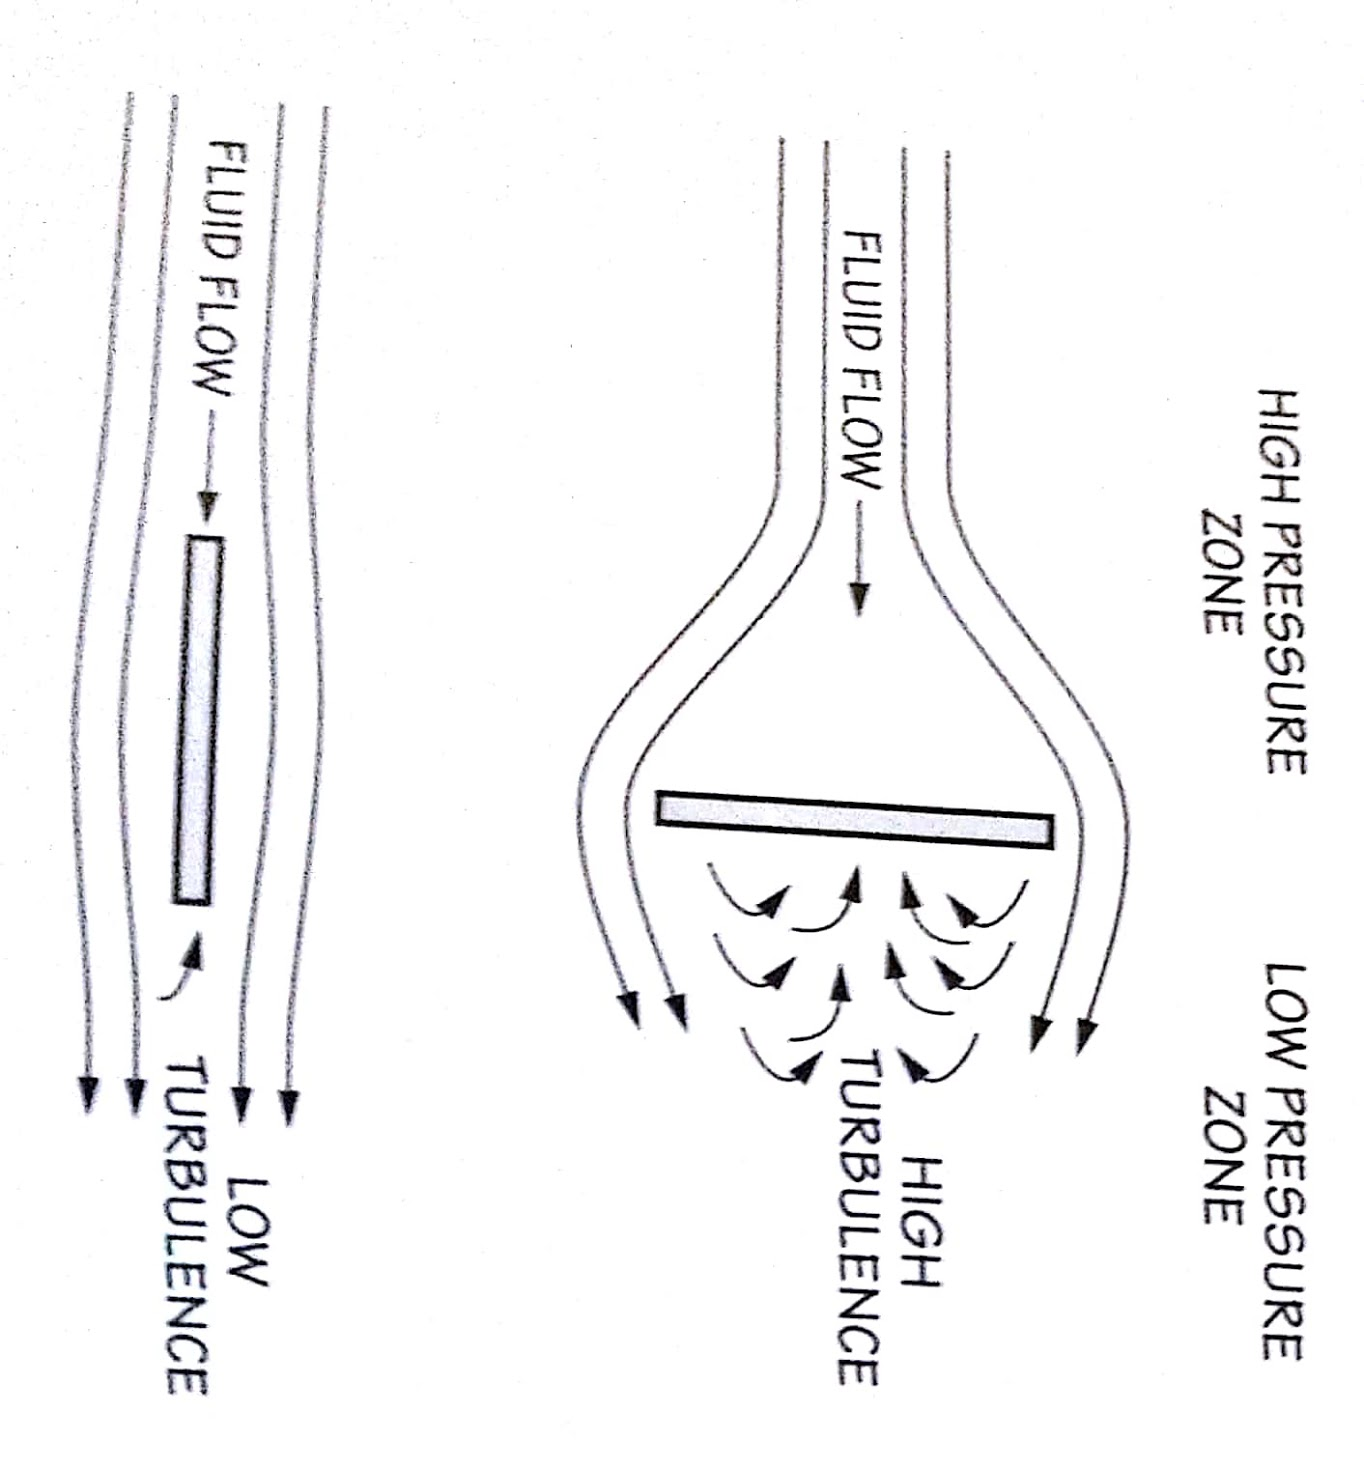 HIGH PRESSURE
ZONE
LOW PRESSURE
ZONE
FLUID FLOW
HIGH
TURBULENCE
FLUID FLOW
LOW
TURBULENCE